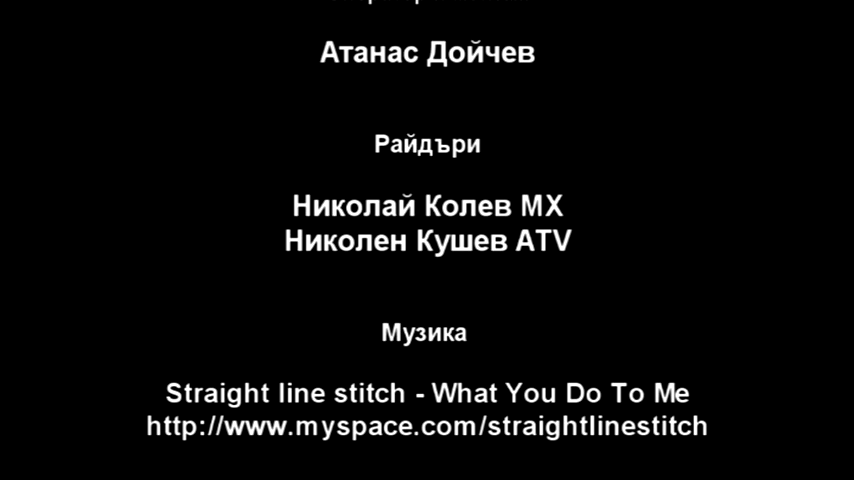 Атанас Дойчев
Райдъри
Николай Колев MX
Николен Кушев ATV
Музика
Straight line stitch - What You Do To Me
http://www.myspace.com/straightlinestitch